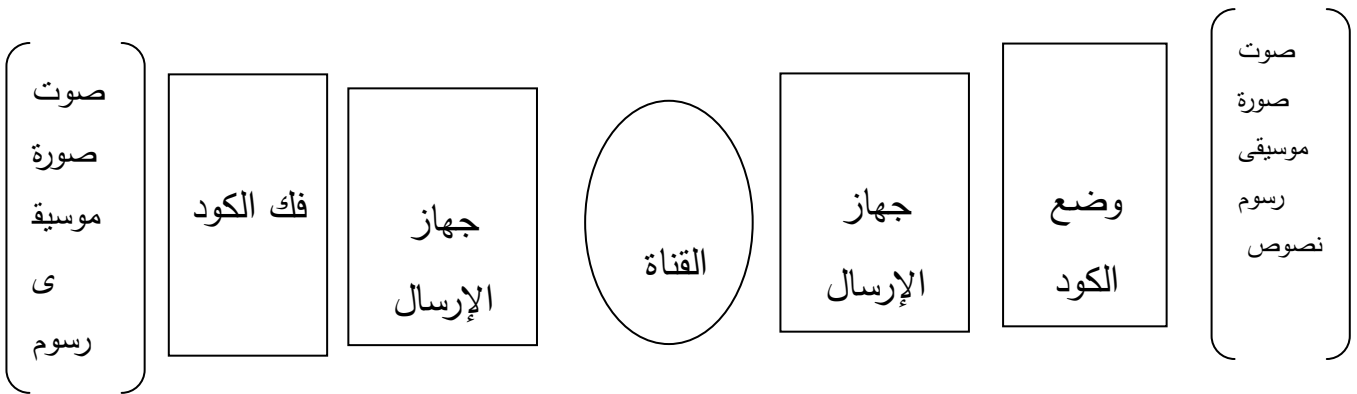 صوت
صورة
موسيقى
رسوم
نصوص
وضع
الكود
جهاز
الإرسال
القناة
جهاز
الإرسال
فك الكود
صوت
صورة
موسيق
ى
رسوم